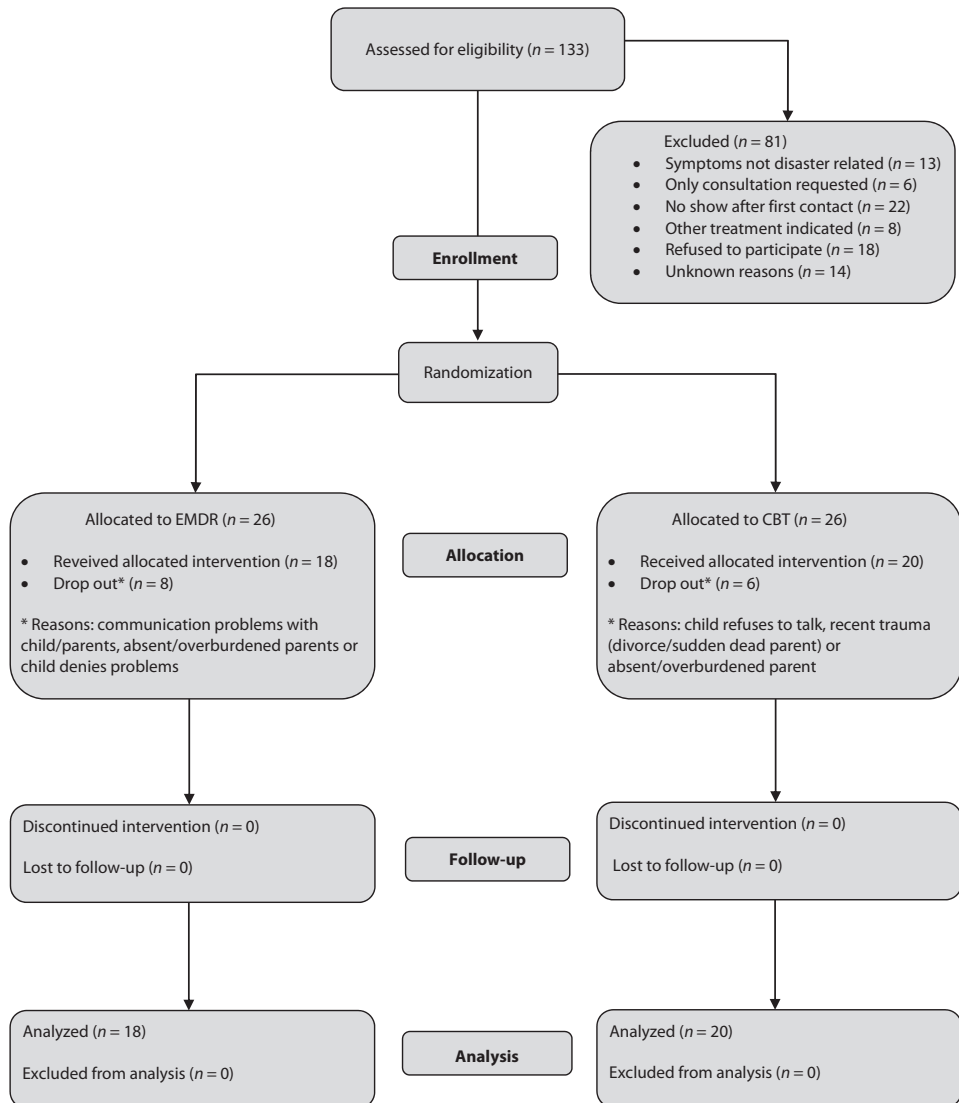 Assessed for eligibility (n = 133)
Excluded (n = 81)
• Symptoms not disaster related (n = 13)
• Only consultation requested (n = 6)
• No show after first contact (n = 22)
• Other treatment indicated (n = 8)
• Refused to participate (n = 18)
• Unknown reasons (n = 14)
Enrollment
Randomization
Allocated to EMDR (n = 26)
• Reveived allocated intervention (n = 18)
• Drop out* (n = 8)
* Reasons: communication problems with
child/parents, absent/overburdened parents or
child denies problems
Allocation
Allocated to CBT (n = 26)
• Received allocated intervention (n = 20)
• Drop out* (n = 6)
* Reasons: child refuses to talk, recent trauma
(divorce/sudden dead parent) or
absent/overburdened parent
Discontinued intervention (n = 0)
Lost to follow-up (n = 0)
Follow-up
Discontinued intervention (n = 0)
Lost to follow-up (n = 0)
Analyzed (n = 18)
Excluded from analysis (n = 0)
Analysis
Analyzed (n = 20)
Excluded from analysis (n = 0)